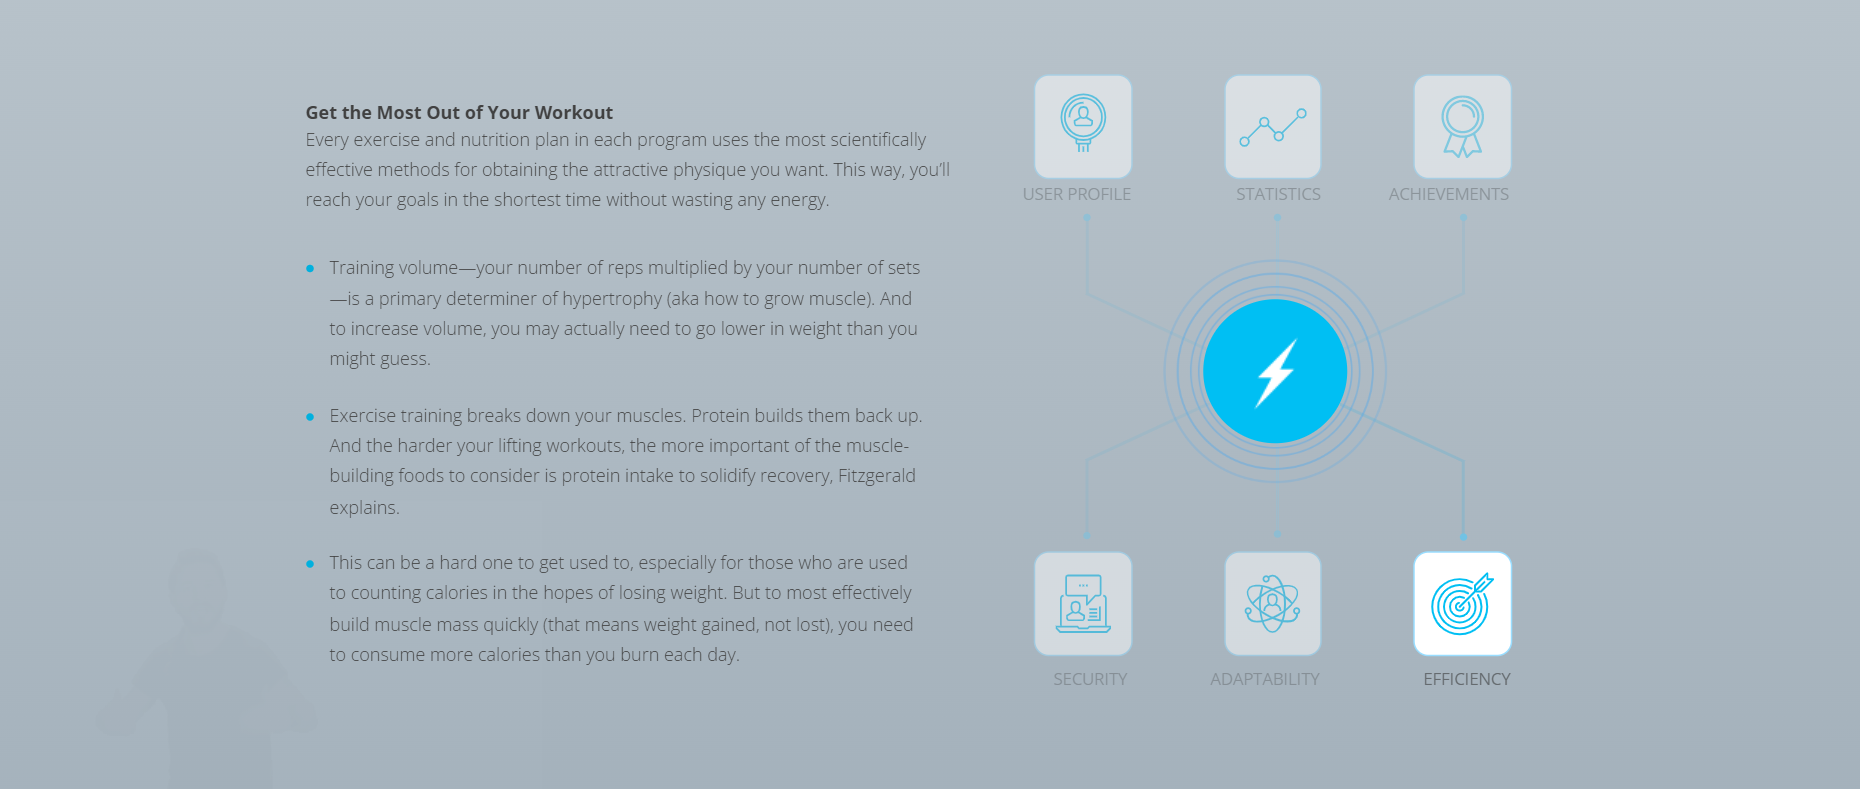 Get the Most Out of Your Workout
Every exercise and nutrition plan in each program uses the most scientifically
effective methods for obtaining the attractive physique you want. This way, you'll
reach your goals in the shortest time without wasting any energy.
Training volume—your number of reps multiplied by your number of sets
—is a primary determiner of hypertrophy (aka how to grow muscle). And
to increase volume, you may actually need to go lower in weight than you
might guess.
Exercise training breaks down your muscles. Protein builds them back up.
And the harder your lifting workouts, the more important of the muscle-
building foods to consider is protein intake to solidify recovery, Fitzgerald
explains.
This can be a hard one to get used to, especially for those who are used
to counting calories in the hopes of losing weight. But to most effectively
build muscle mass quickly (that means weight gained, not lost), you need
to consume more calories than you burn each day.
USER PROFILE
STATISTICS
ACHIEVEMENTS
SECURITY
ADAPTABILITY
EFFICIENCY